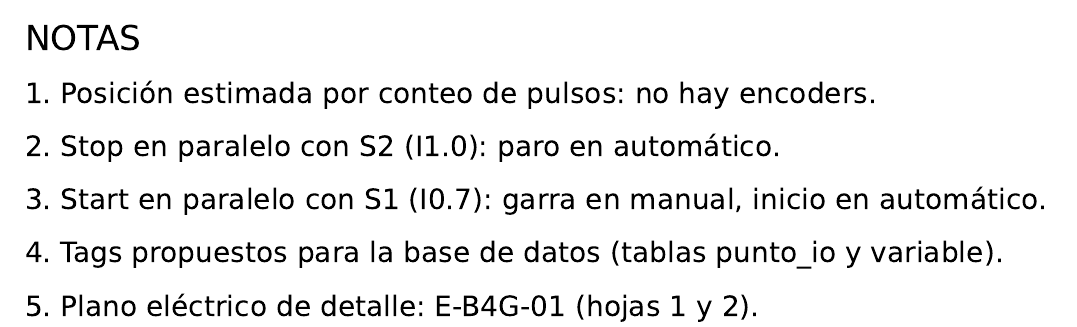 NOTAS
1. Posición estimada por conteo de pulsos: no hay encoders.
2. Stop en paralelo con S2 (I1.0): paro en automático.
3. Start en paralelo con S1 (I0.7): garra en manual, inicio en automático.
4. Tags propuestos para la base de datos (tablas punto_io y variable).
5. Plano eléctrico de detalle: E-B4G-01 (hojas 1 y 2).